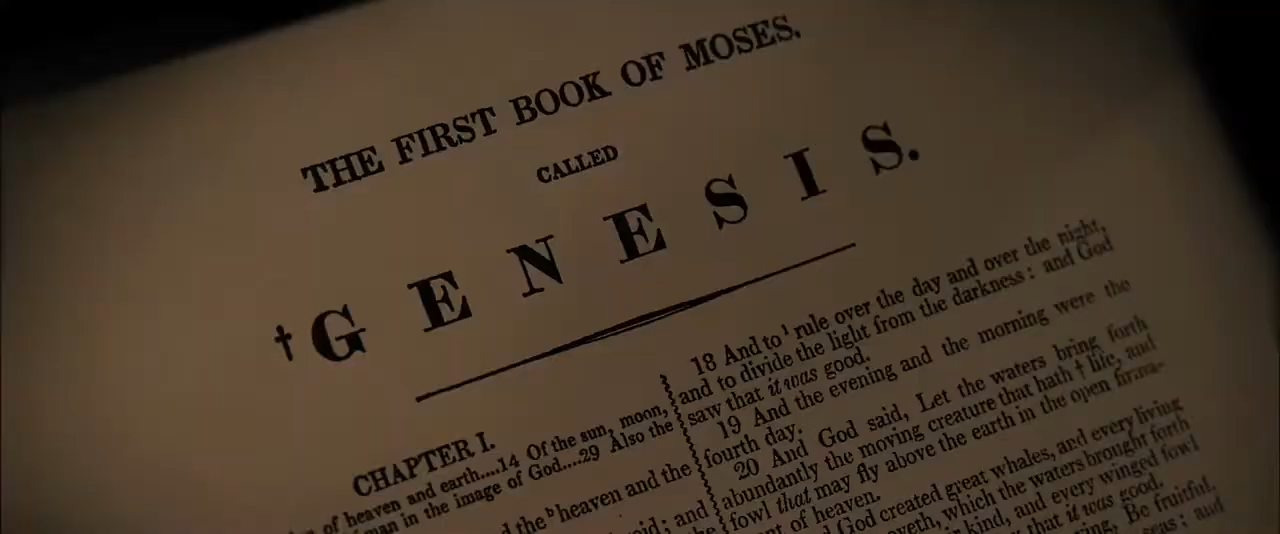 THE FIRST BOOK OF MOSES.
CALLED
†GENESIS.
CHAPTER I.
of heaven and earth....14 Of the sun, moon,
man in the image of God....29 Also the
the ᵇ heaven and the
and
18 And to ¹ rule over the day and over the night,
and to divide the light from the darkness: and God
saw that it was good.
19 And the evening and the morning were the
fourth day.
20 And God said, Let the waters bring forth
abundantly the moving creature that hath † life, and
fowl that may fly above the earth in the open firma-
of heaven.
God created great whales, and every living
which the waters brought forth
kind, and every winged fowl
that it was good.
Be fruitful,
and